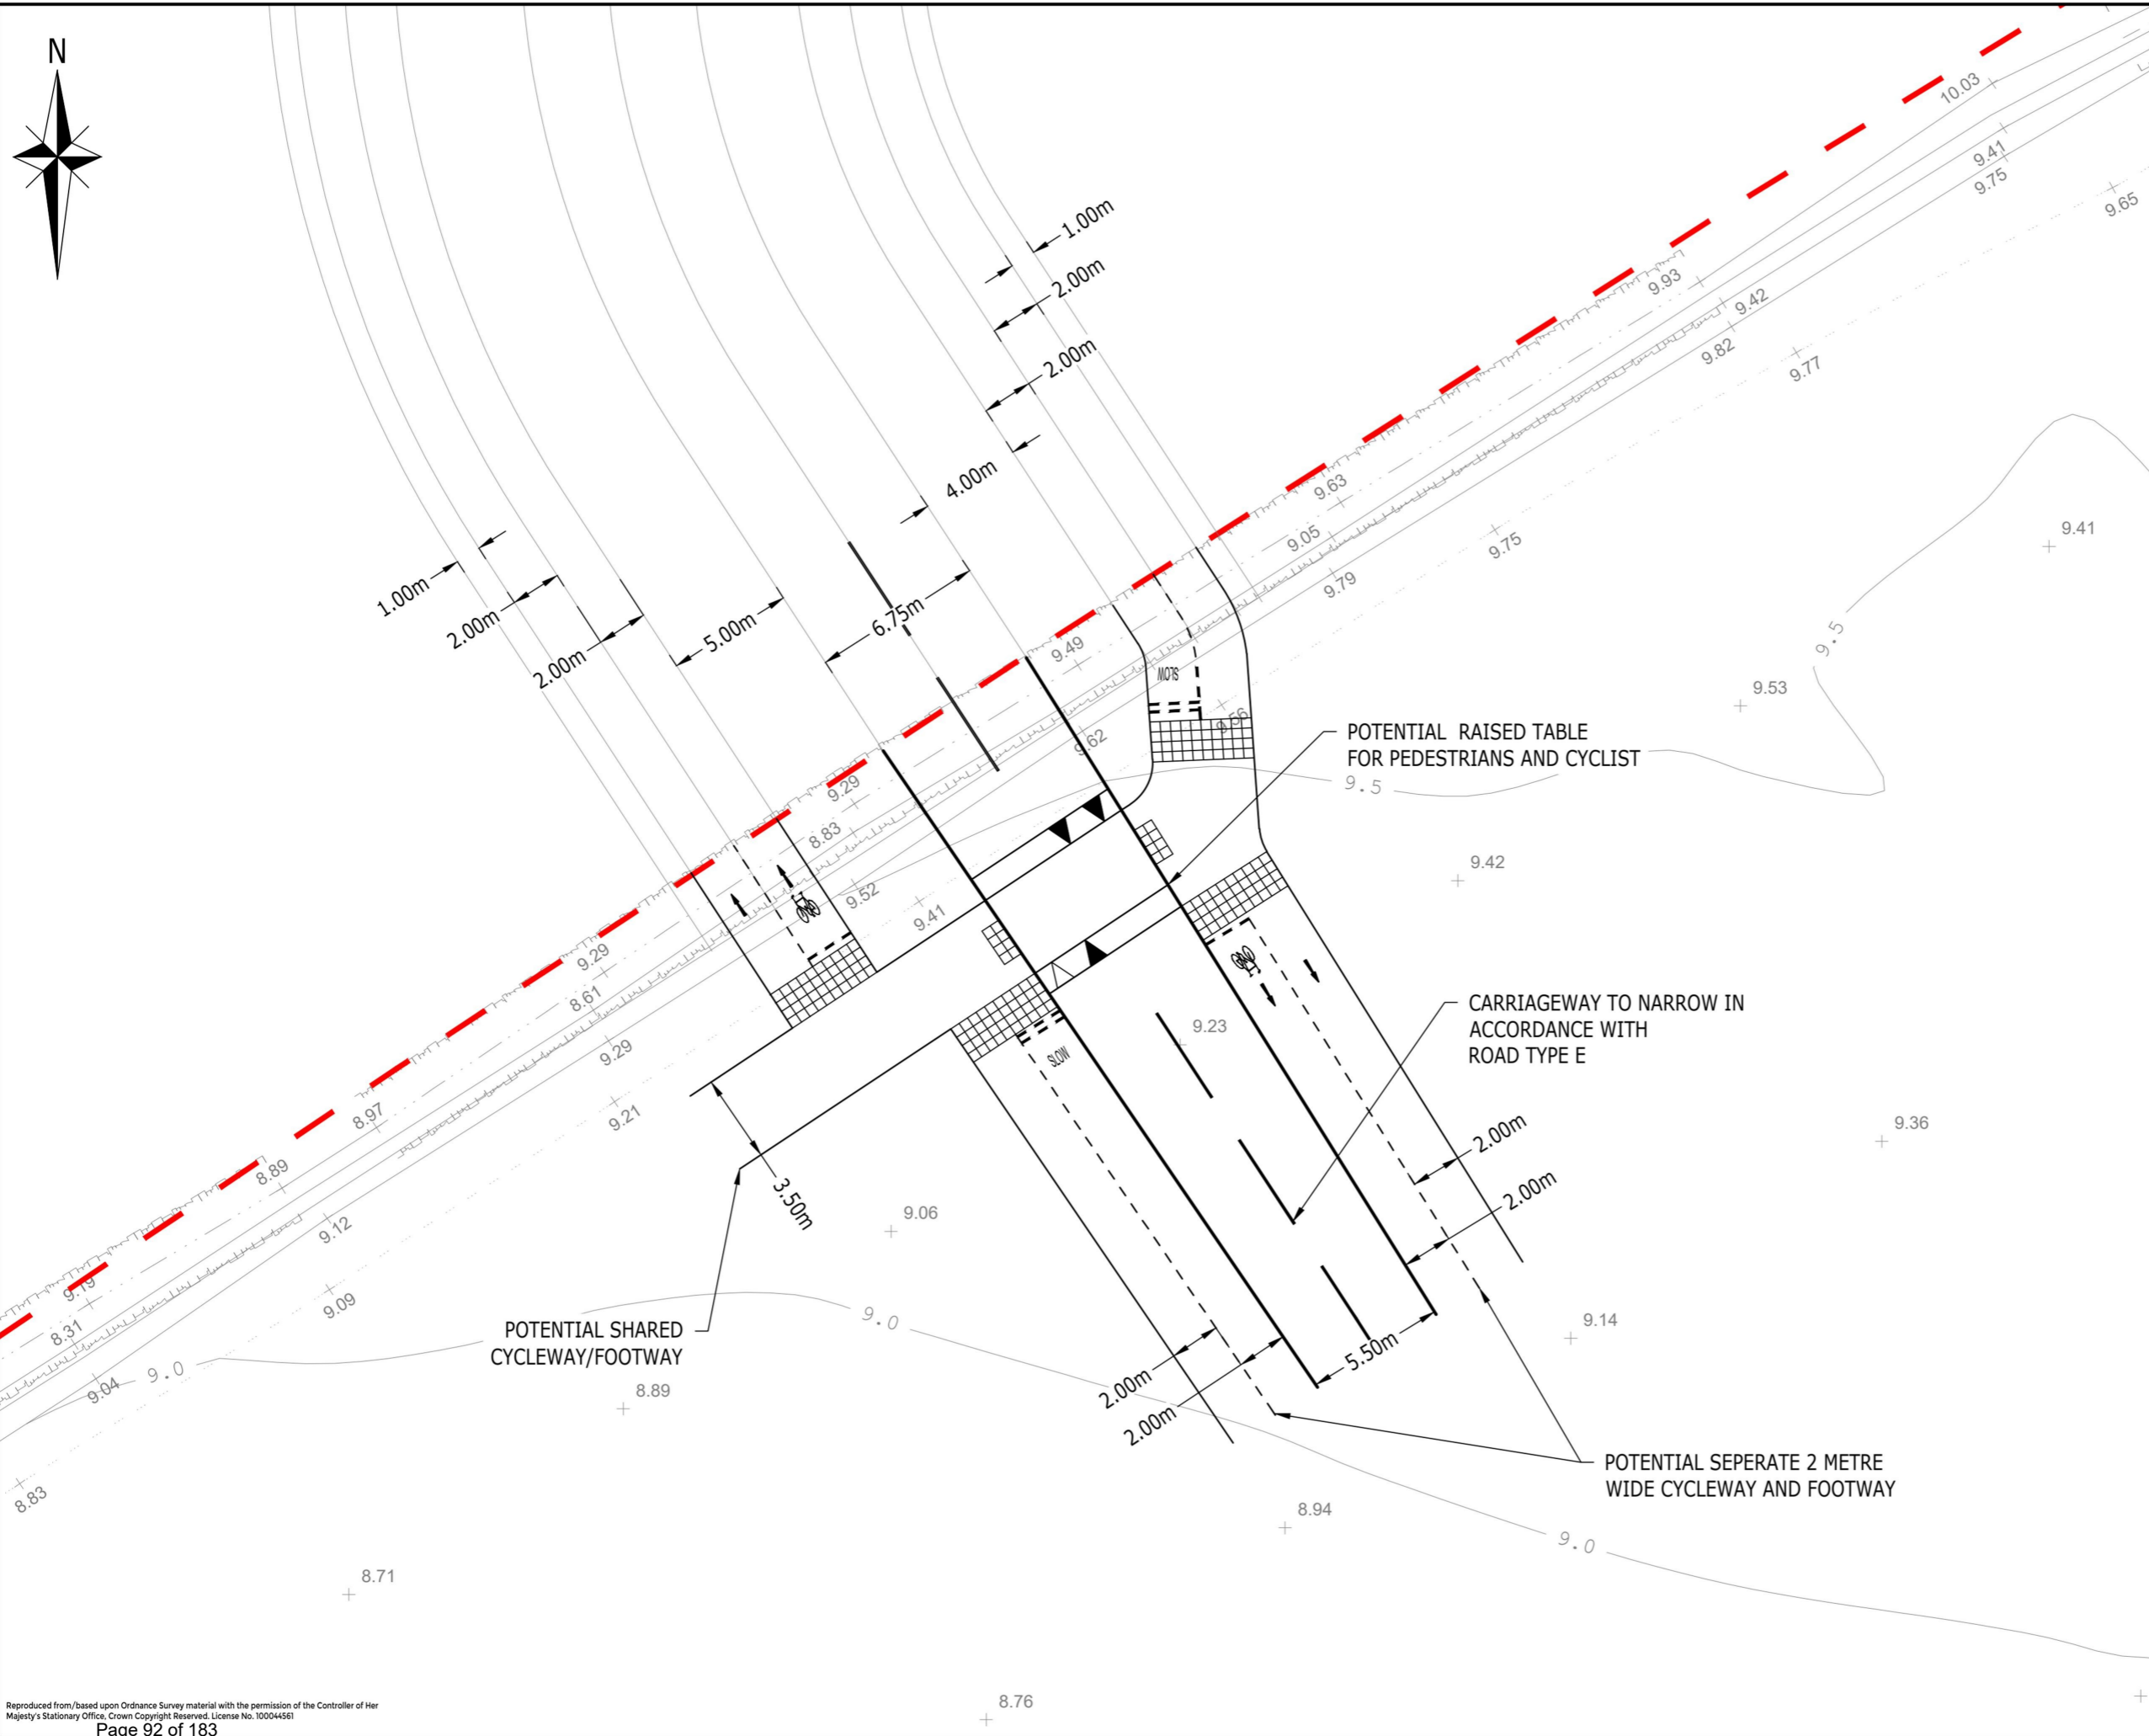 N
10.03
9.41
9.75
9.65
1.00m
2.00m
9.93
9.42
9.82
9.77
2.00m
4.00m
9.63
9.05
9.75
9.79
9.41
1.00m
2.00m
2.00m
5.00m
6.75m
9.49
SLOW
9.56
9.62
9.5
9.53
POTENTIAL RAISED TABLE
FOR PEDESTRIANS AND CYCLIST
9.5
9.29
8.83
9.52
9.41
9.42
9.29
8.61
9.29
9.21
SLOW
9.23
CARRIAGEWAY TO NARROW IN
ACCORDANCE WITH
ROAD TYPE E
8.97
8.89
9.12
9.09
3.50m
9.06
2.00m
2.00m
9.36
9.19
8.31
9.04
9.0
POTENTIAL SHARED
CYCLEWAY/FOOTWAY
9.0
8.89
9.14
5.50m
2.00m
2.00m
8.83
POTENTIAL SEPERATE 2 METRE
WIDE CYCLEWAY AND FOOTWAY
8.94
9.0
8.71
8.76
Reproduced from/based upon Ordnance Survey material with the permission of the Controller of Her
Majesty's Stationary Office, Crown Copyright Reserved. License No. 100044561
Page 92 of 183